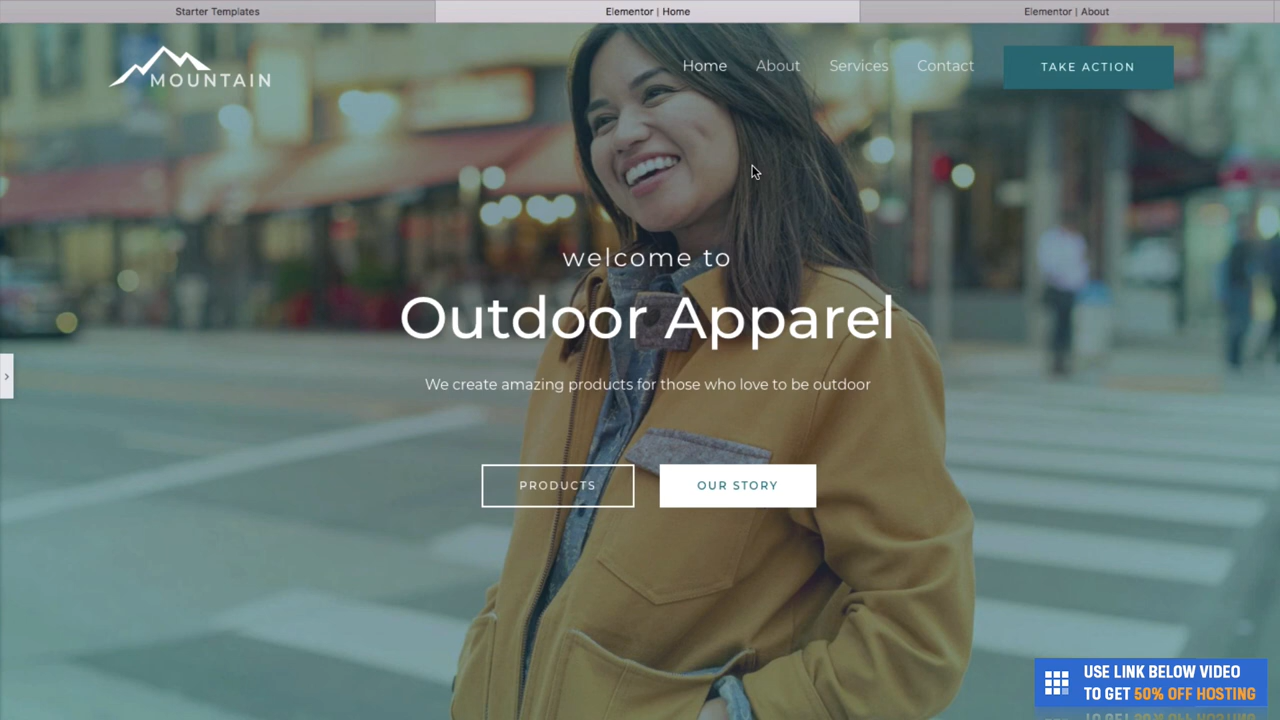 Starter Templates
Elementor | Home
Elementor | About
MOUNTAIN
Home
About
Services
Contact
TAKE ACTION
welcome to
Outdoor Apparel
We create amazing products for those who love to be outdoor
PRODUCTS
OUR STORY
USE LINK BELOW VIDEO
TO GET 50% OFF HOSTING